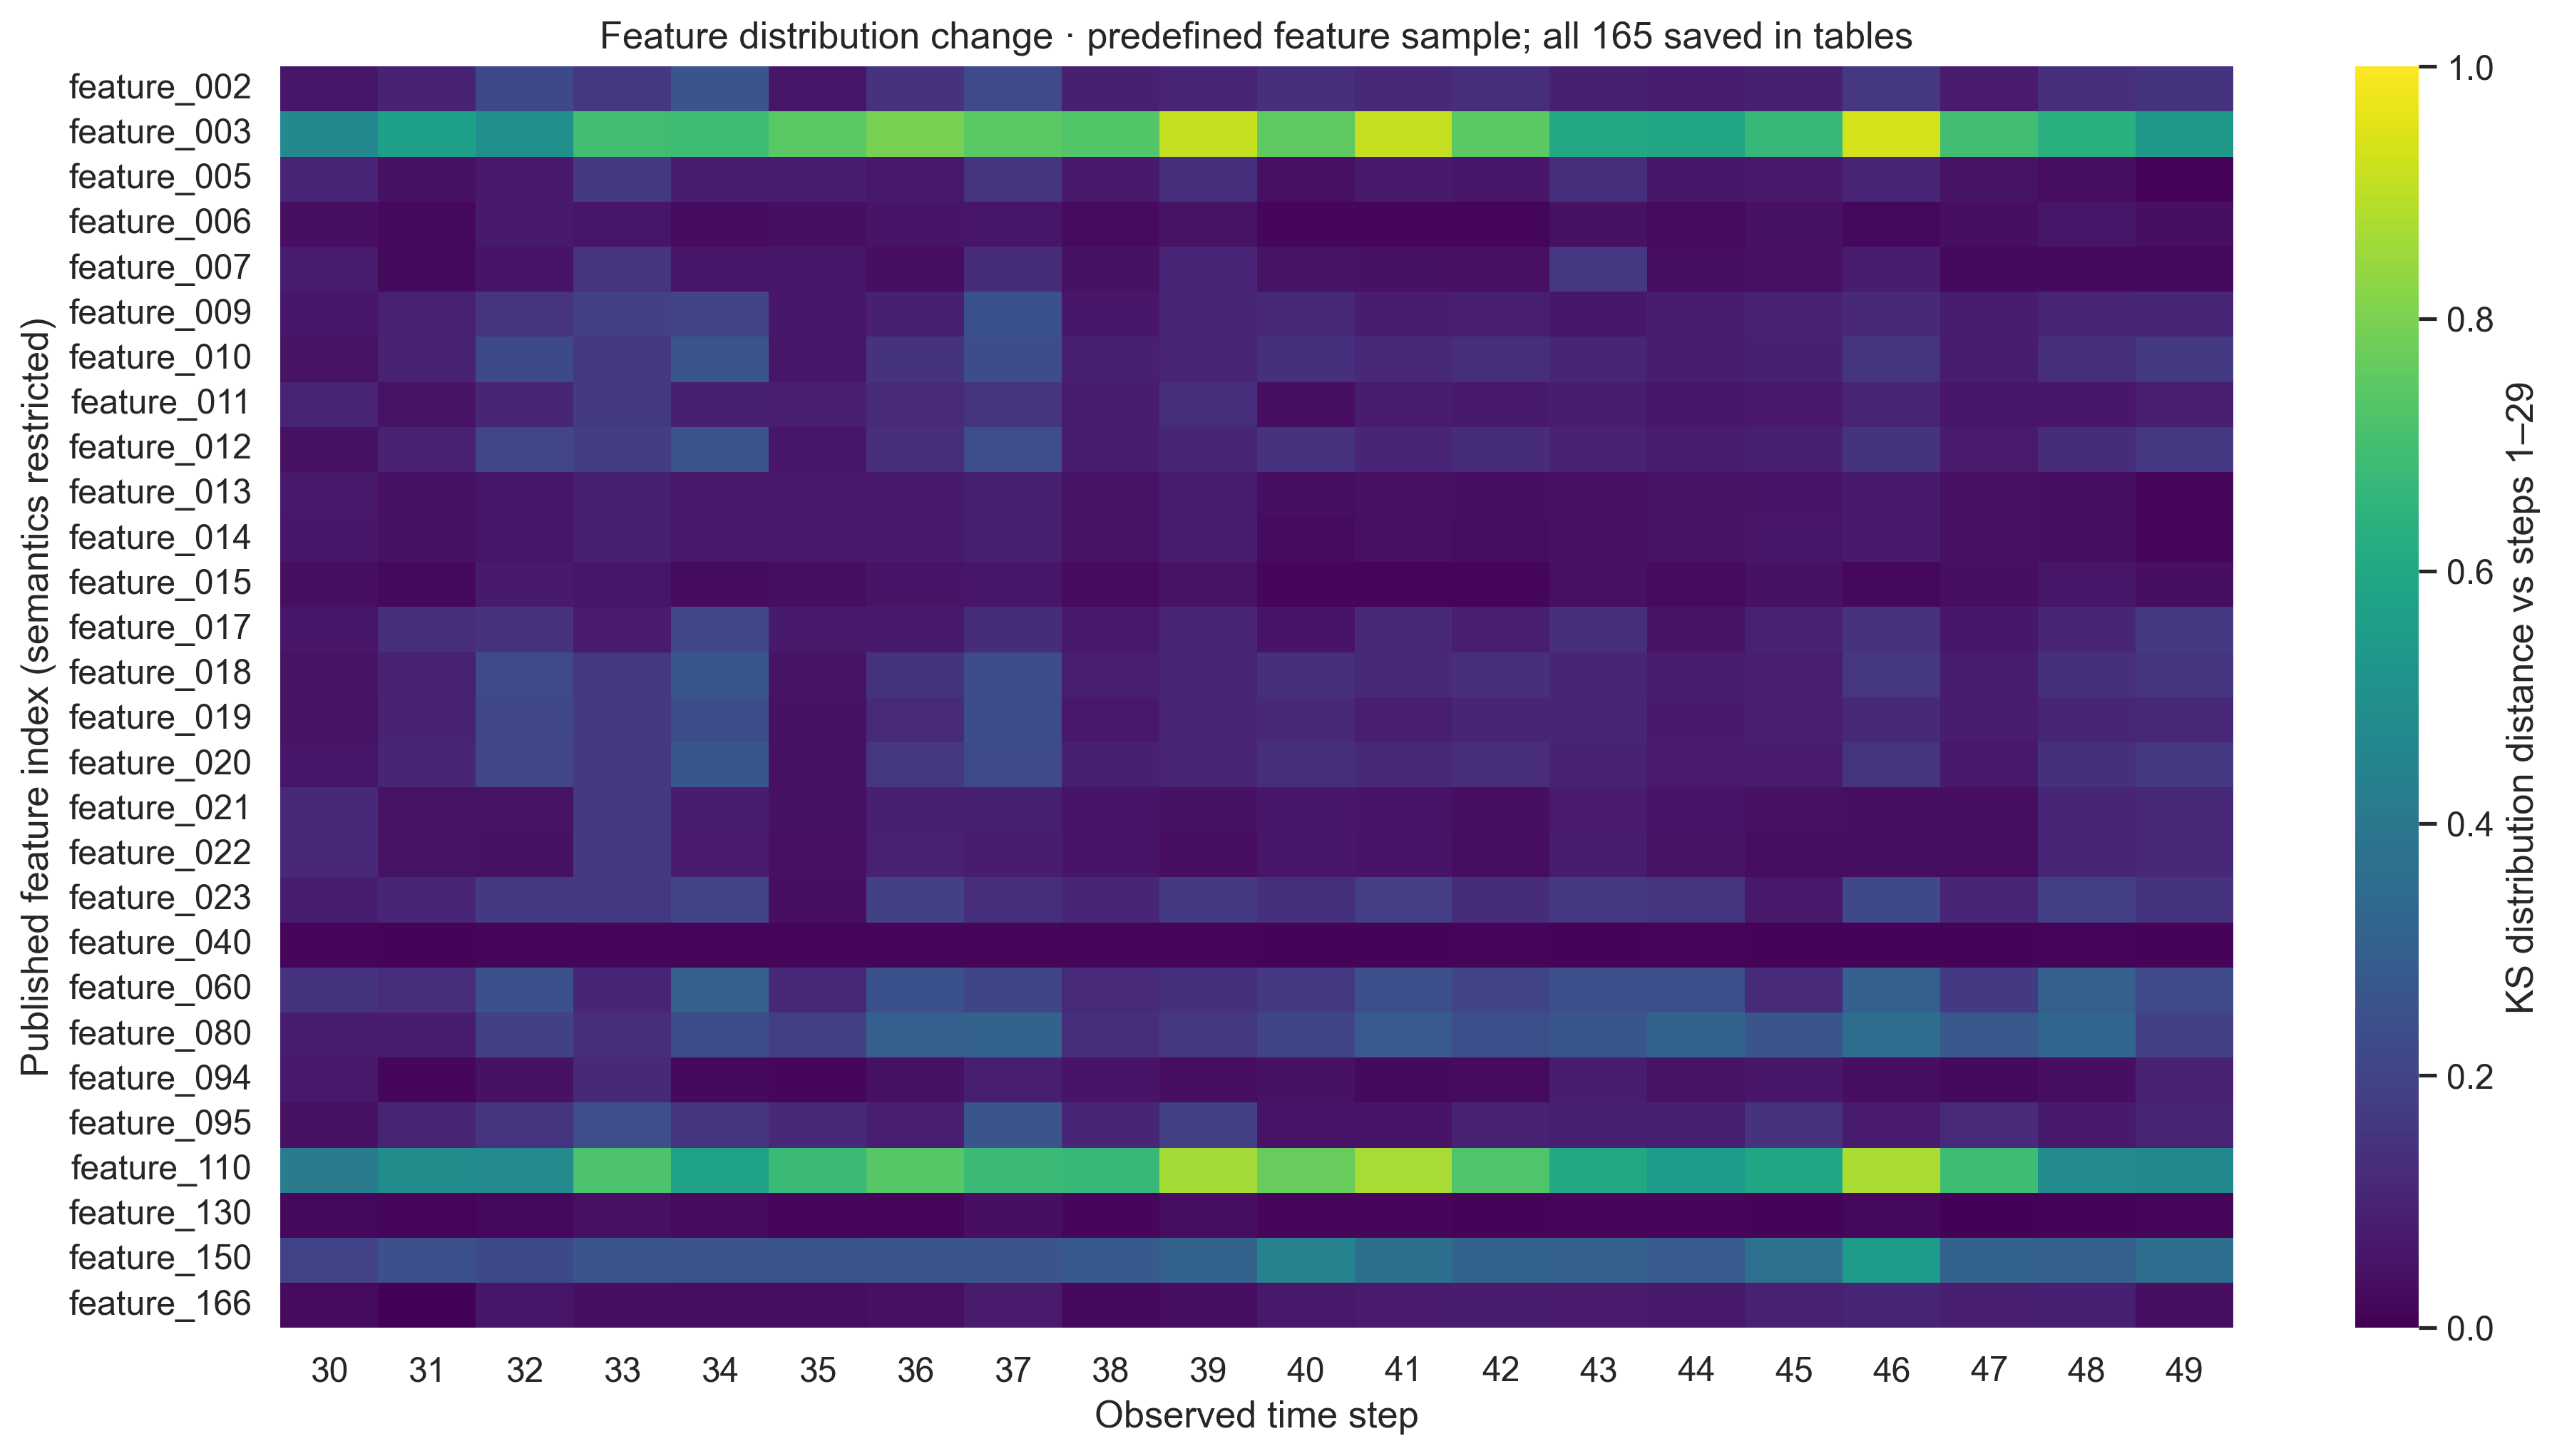 Feature distribution change · predefined feature sample; all 165 saved in tables
Published feature index (semantics restricted)
feature_002
feature_003
feature_005
feature_006
feature_007
feature_009
feature_010
feature_011
feature_012
feature_013
feature_014
feature_015
feature_017
feature_018
feature_019
feature_020
feature_021
feature_022
feature_023
feature_040
feature_060
feature_080
feature_094
feature_095
feature_110
feature_130
feature_150
feature_166
30 31 32 33 34 35 36 37 38 39 40 41 42 43 44 45 46 47 48 49
Observed time step
1.0
0.8
0.6
0.4
0.2
0.0
KS distribution distance vs steps 1–29